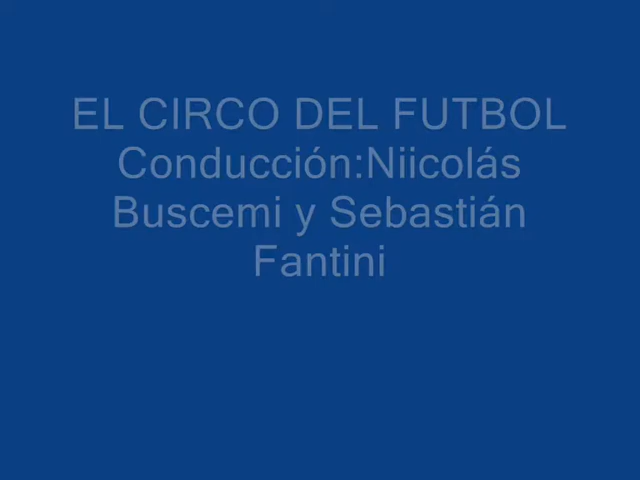 EL CIRCO DEL FUTBOL
Conducción:Niicolás
Buscemi y Sebastián
Fantini